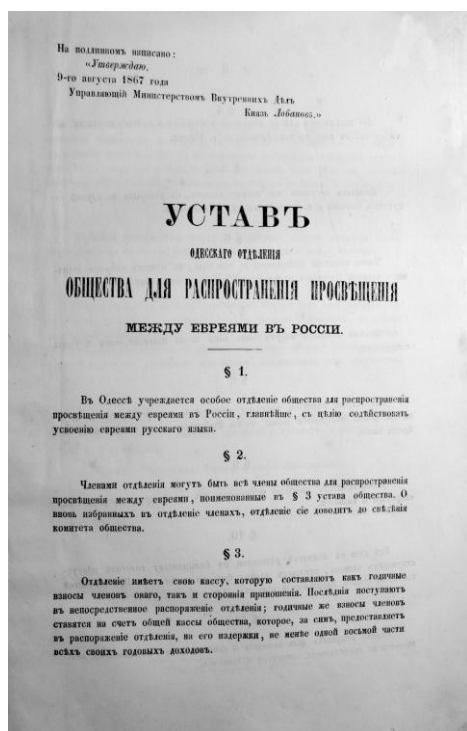 На подлинномъ написано:
«Утверждаю.
9-го августа 1867 года
Управляющій Министерствомъ Внутреннихъ Дѣлъ
Князь Лобановъ.»
УСТАВЪ
ОДЕССКАГО ОТДѢЛЕНІЯ
ОБЩЕСТВА ДЛЯ РАСПРОСТРАНЕНІЯ ПРОСВѢЩЕНІЯ
МЕЖДУ ЕВРЕЯМИ ВЪ РОССІИ.
§ 1.
Въ Одессѣ учреждается особое отдѣленіе общества для распространенія
просвѣщенія между евреями въ Россіи, главнѣйше, съ цѣлію содѣйствовать
усвоенію евреями русскаго языка.
§ 2.
Членами отдѣленія могутъ быть всѣ члены общества для распространенія
просвѣщенія между евреями, поименованные въ § 3 устава общества. О
вновь избранныхъ въ отдѣленіе членахъ, отдѣленіе сіе доводитъ до свѣдѣнія
комитета общества.
§ 3.
Отдѣленіе имѣетъ свою кассу, которую составляютъ какъ годичные
взносы членовъ онаго, такъ и стороннія приношенія. Послѣднія поступаютъ
въ непосредственное распоряженіе отдѣленія; годичные же взносы членовъ
ставятся на счетъ общей кассы общества, которое, за симъ, предоставляетъ
въ распоряженіе отдѣленія, на его издержки, не менѣе одной восьмой части
всѣхъ своихъ годовыхъ доходовъ.